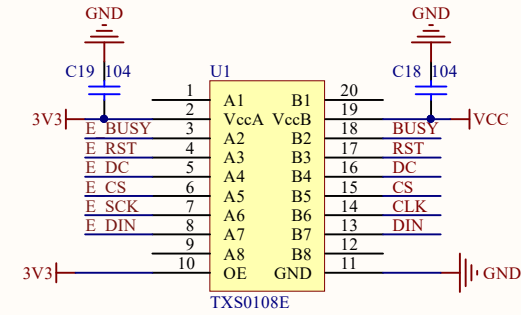 GND GND
C19 104 U1 C18 104
1 A1 B1 20
3V3 2 VccA VccB 19 VCC
E_BUSY 3 A2 B2 18 BUSY
E_RST 4 A3 B3 17 RST
E_DC 5 A4 B4 16 DC
E_CS 6 A5 B5 15 CS
E_SCK 7 A6 B6 14 CLK
E_DIN 8 A7 B7 13 DIN
9 A8 B8 12
3V3 10 OE GND 11 GND
TXS0108E